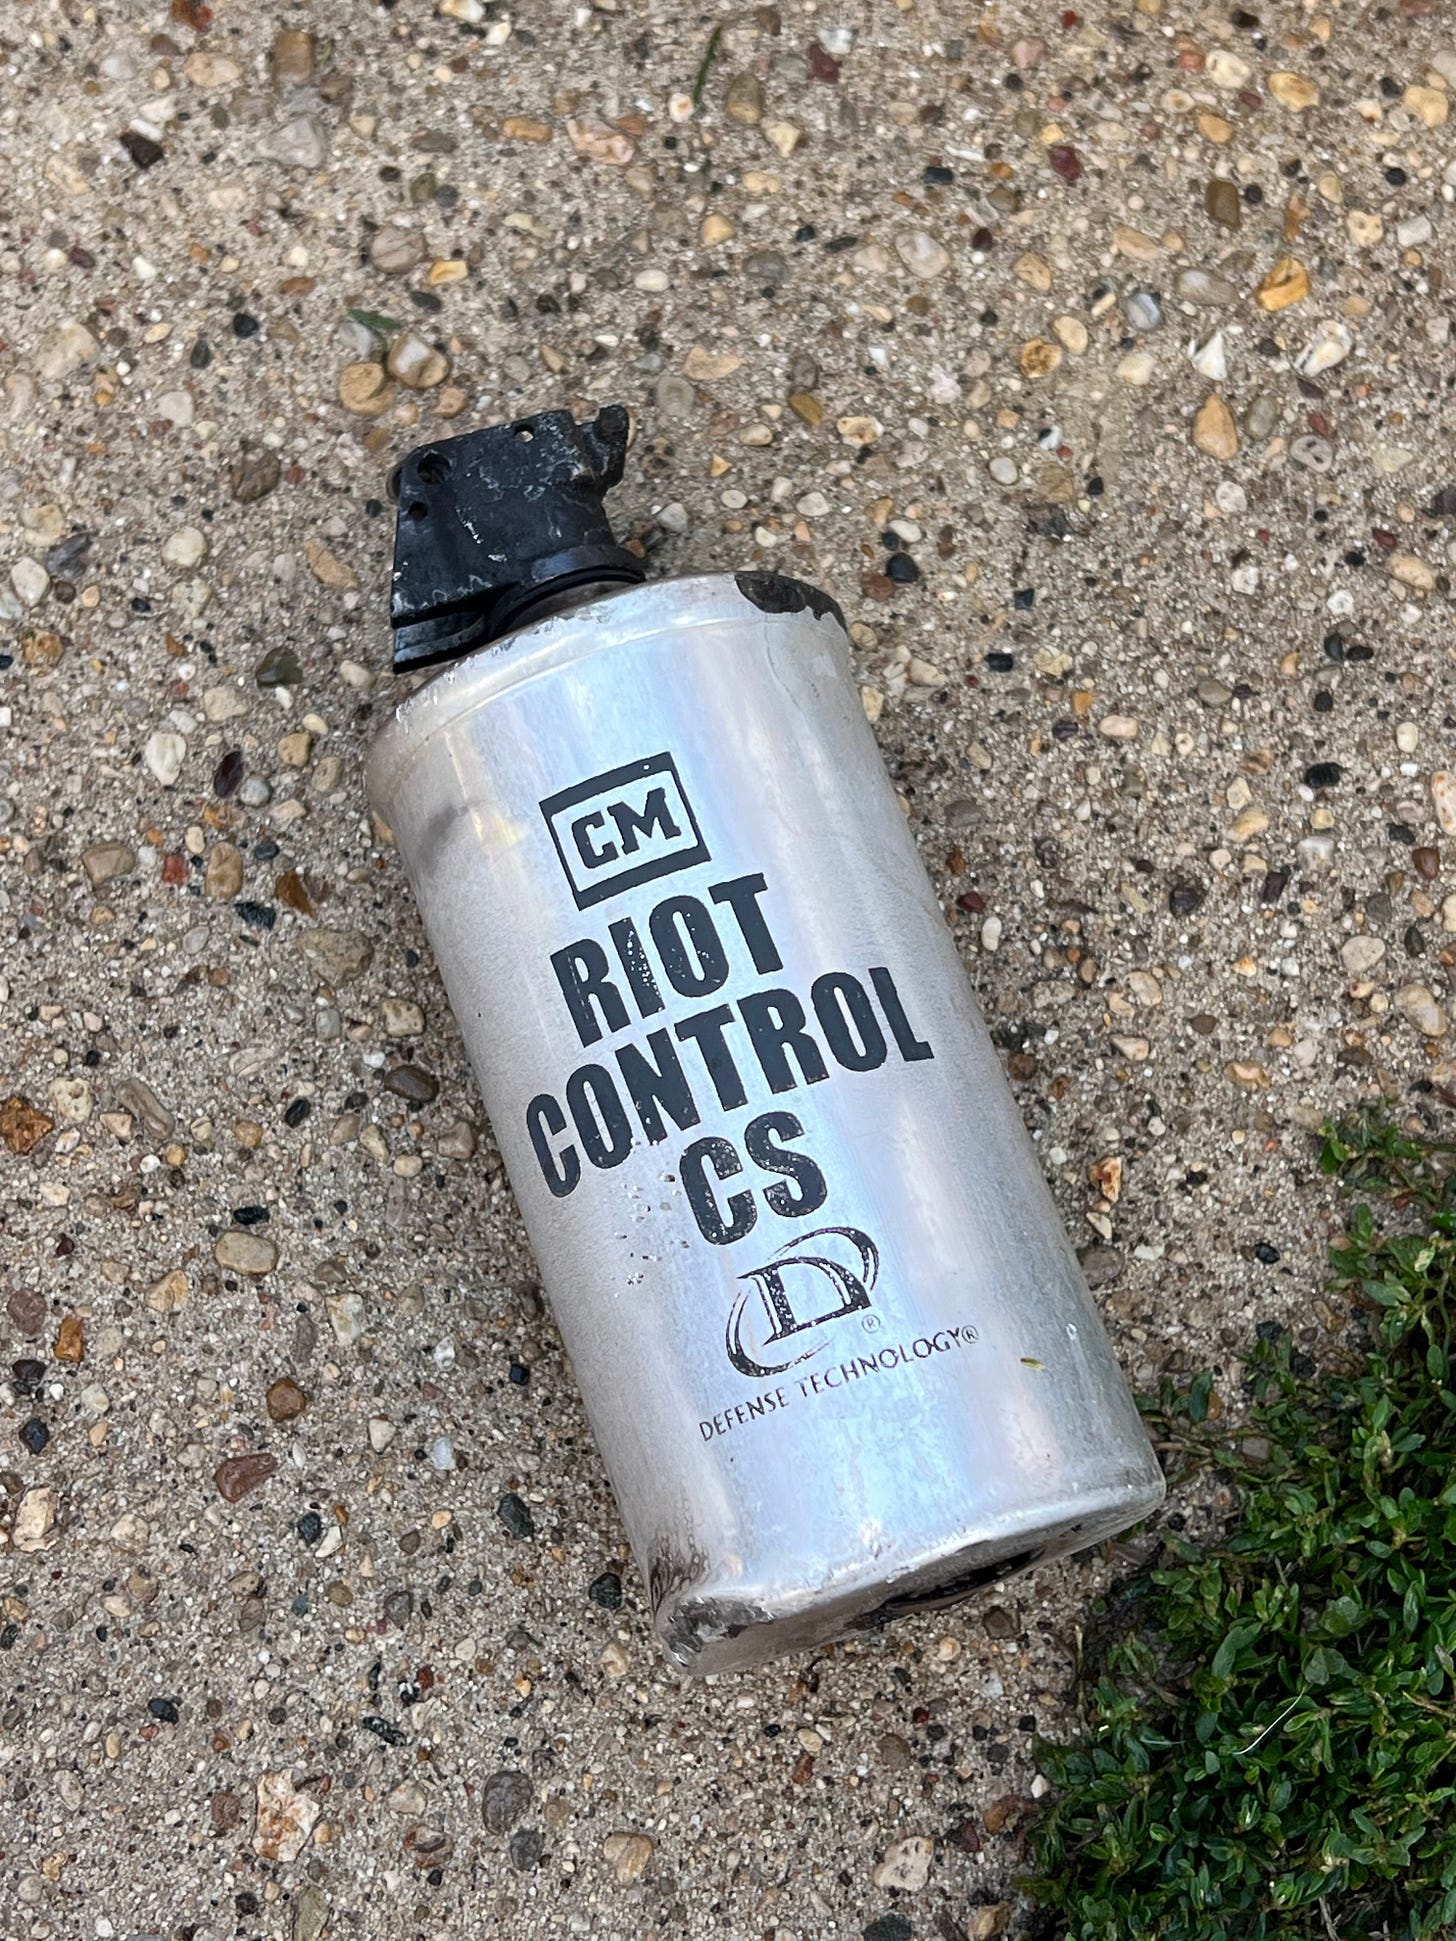 CM
RIOT
CONTROL
CS
D
®
DEFENSE TECHNOLOGY®